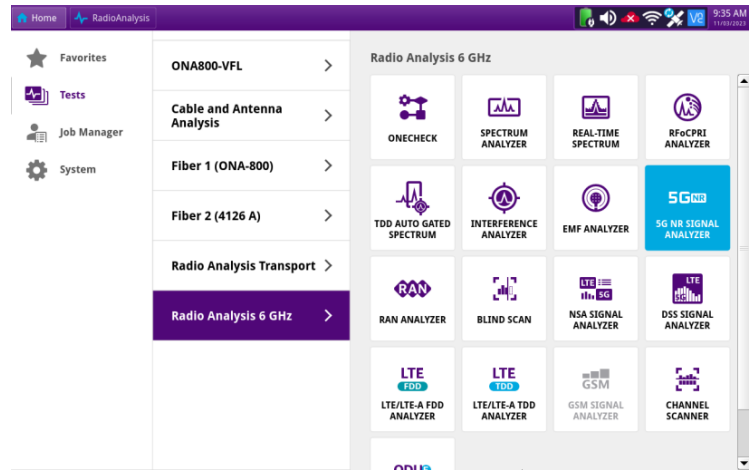 Home
RadioAnalysis
V2
9:35 AM
11/03/2023
Favorites
Tests
Job Manager
System
ONA800-VFL
Cable and Antenna
Analysis
Fiber 1 (ONA-800)
Fiber 2 (4126 A)
Radio Analysis Transport
Radio Analysis 6 GHz
Radio Analysis 6 GHz
ONECHECK
SPECTRUM
ANALYZER
REAL-TIME
SPECTRUM
RFoCPRI
ANALYZER
TDD AUTO GATED
SPECTRUM
INTERFERENCE
ANALYZER
EMF ANALYZER
5G NR
5G NR SIGNAL
ANALYZER
RAN
RAN ANALYZER
BLIND SCAN
LTE
5G
NSA SIGNAL
ANALYZER
LTE
5G
DSS SIGNAL
ANALYZER
LTE
FDD
LTE/LTE-A FDD
ANALYZER
LTE
TDD
LTE/LTE-A TDD
ANALYZER
GSM
GSM SIGNAL
ANALYZER
CHANNEL
SCANNER